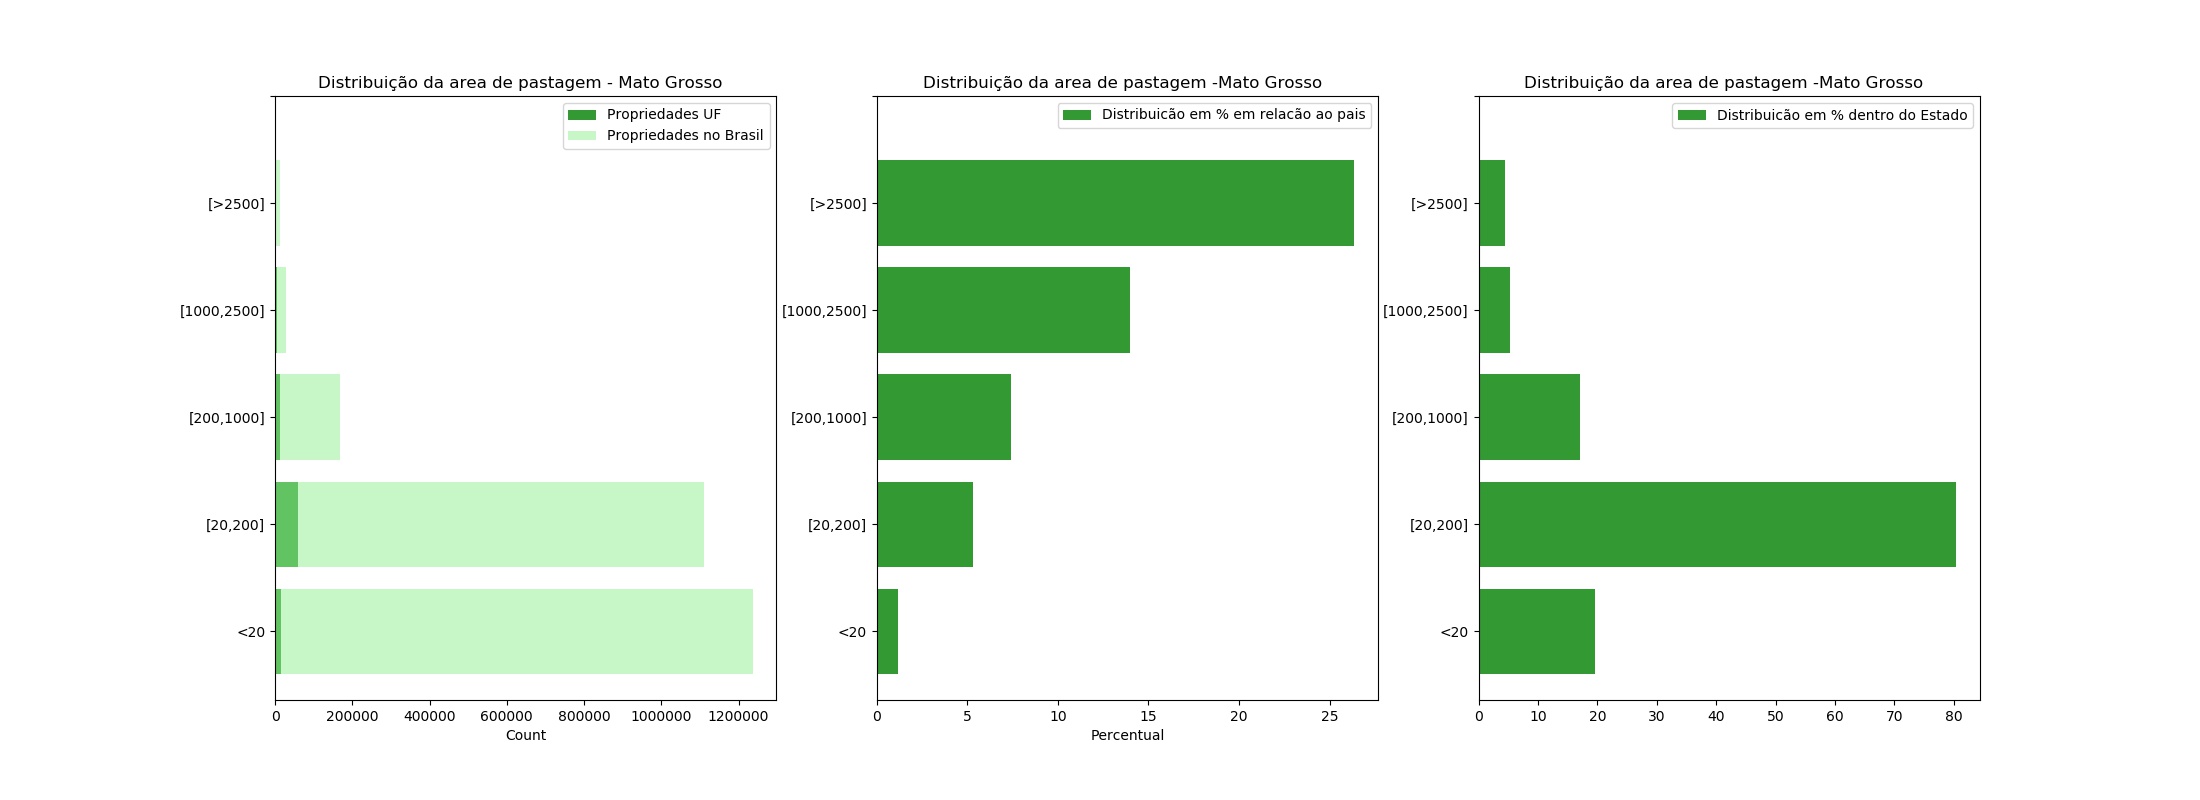 Distribuição da area de pastagem - Mato Grosso
Propriedades UF
Propriedades no Brasil
[>2500]
[1000,2500]
[200,1000]
[20,200]
<20
0 200000 400000 600000 800000 1000000 1200000
Count
Distribuição da area de pastagem -Mato Grosso
Distribuicão em % em relacão ao pais
[>2500]
[1000,2500]
[200,1000]
[20,200]
<20
0 5 10 15 20 25
Percentual
Distribuição da area de pastagem -Mato Grosso
Distribuicão em % dentro do Estado
[>2500]
[1000,2500]
[200,1000]
[20,200]
<20
0 10 20 30 40 50 60 70 80